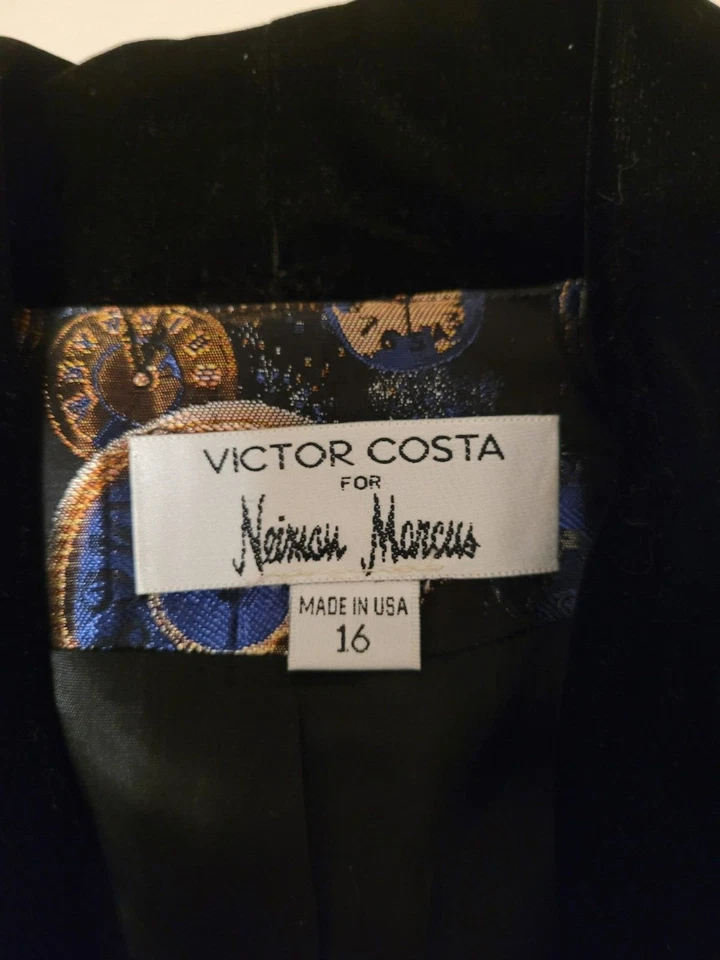 VICTOR COSTA
FOR
Neiman Marcus
MADE IN USA
16